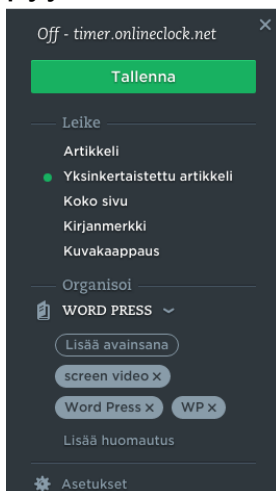 Off - timer.onlineclock.net
Tallenna
Leike
Artikkeli
Yksinkertaistettu artikkeli
Koko sivu
Kirjanmerkki
Kuvakaappaus
Organisoi
WORD PRESS
Lisää avainsana
screen video ×
Word Press × WP ×
Lisää huomautus
Asetukset